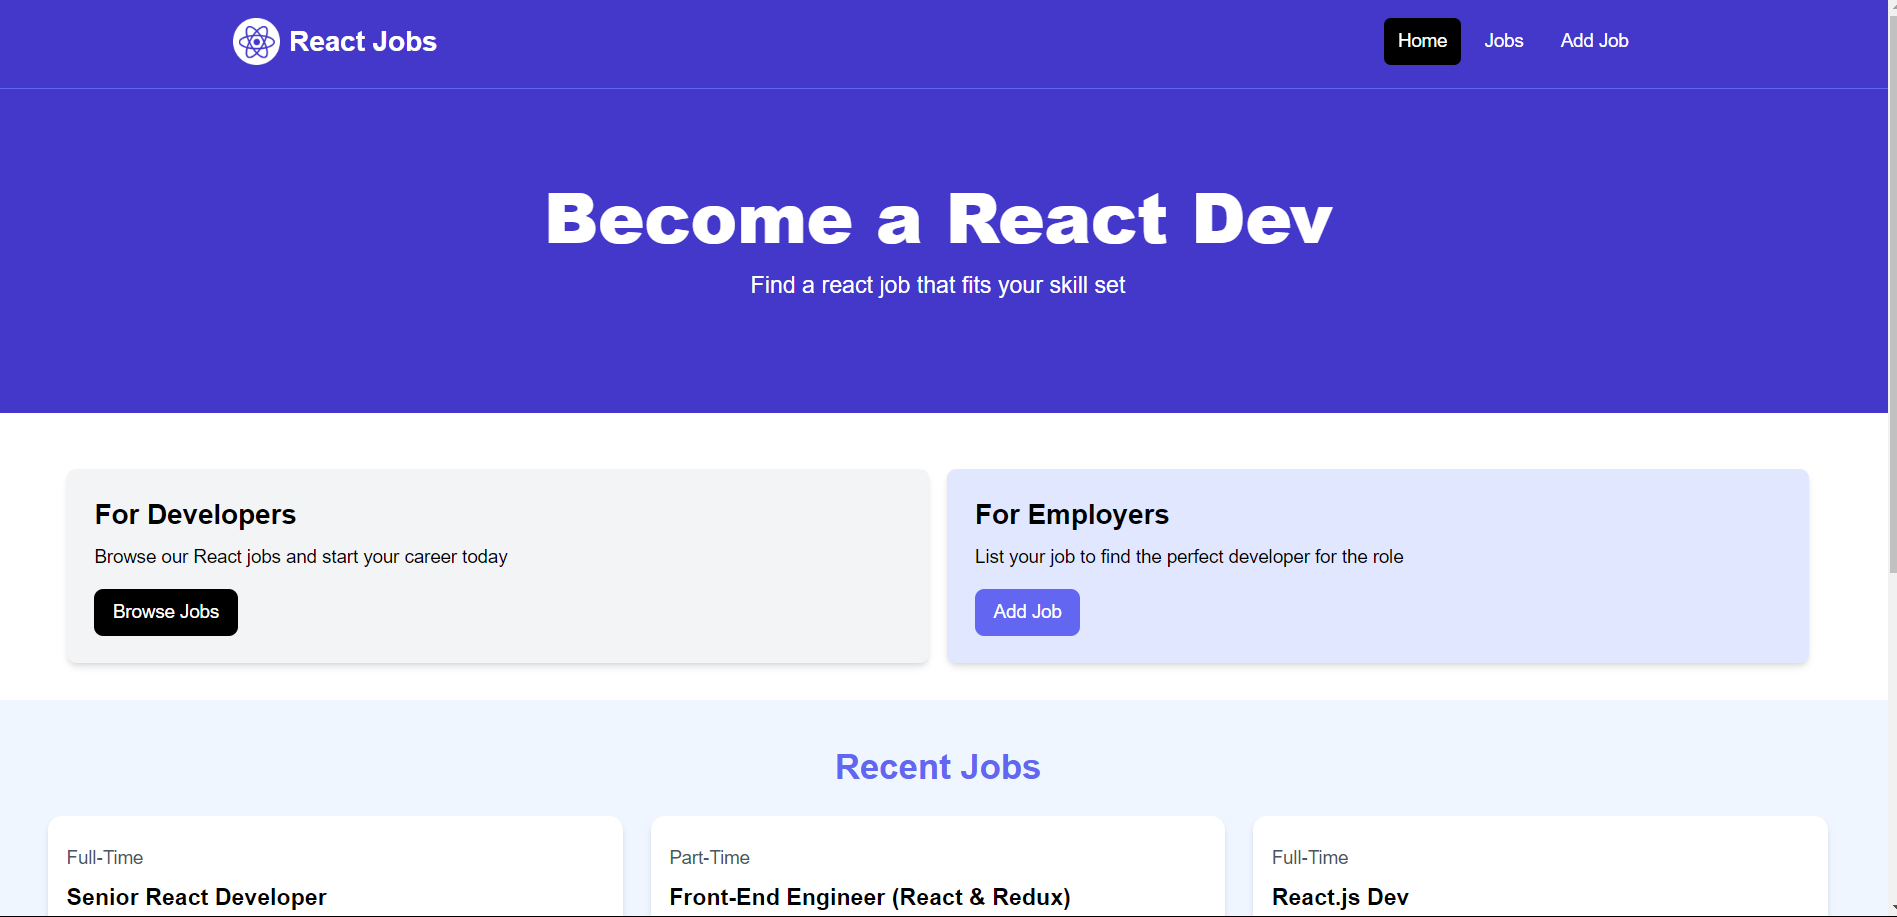 React Jobs
Home Jobs Add Job
Become a React Dev
Find a react job that fits your skill set
For Developers
Browse our React jobs and start your career today
Browse Jobs
For Employers
List your job to find the perfect developer for the role
Add Job
Recent Jobs
Full-Time
Senior React Developer
Part-Time
Front-End Engineer (React & Redux)
Full-Time
React.js Dev